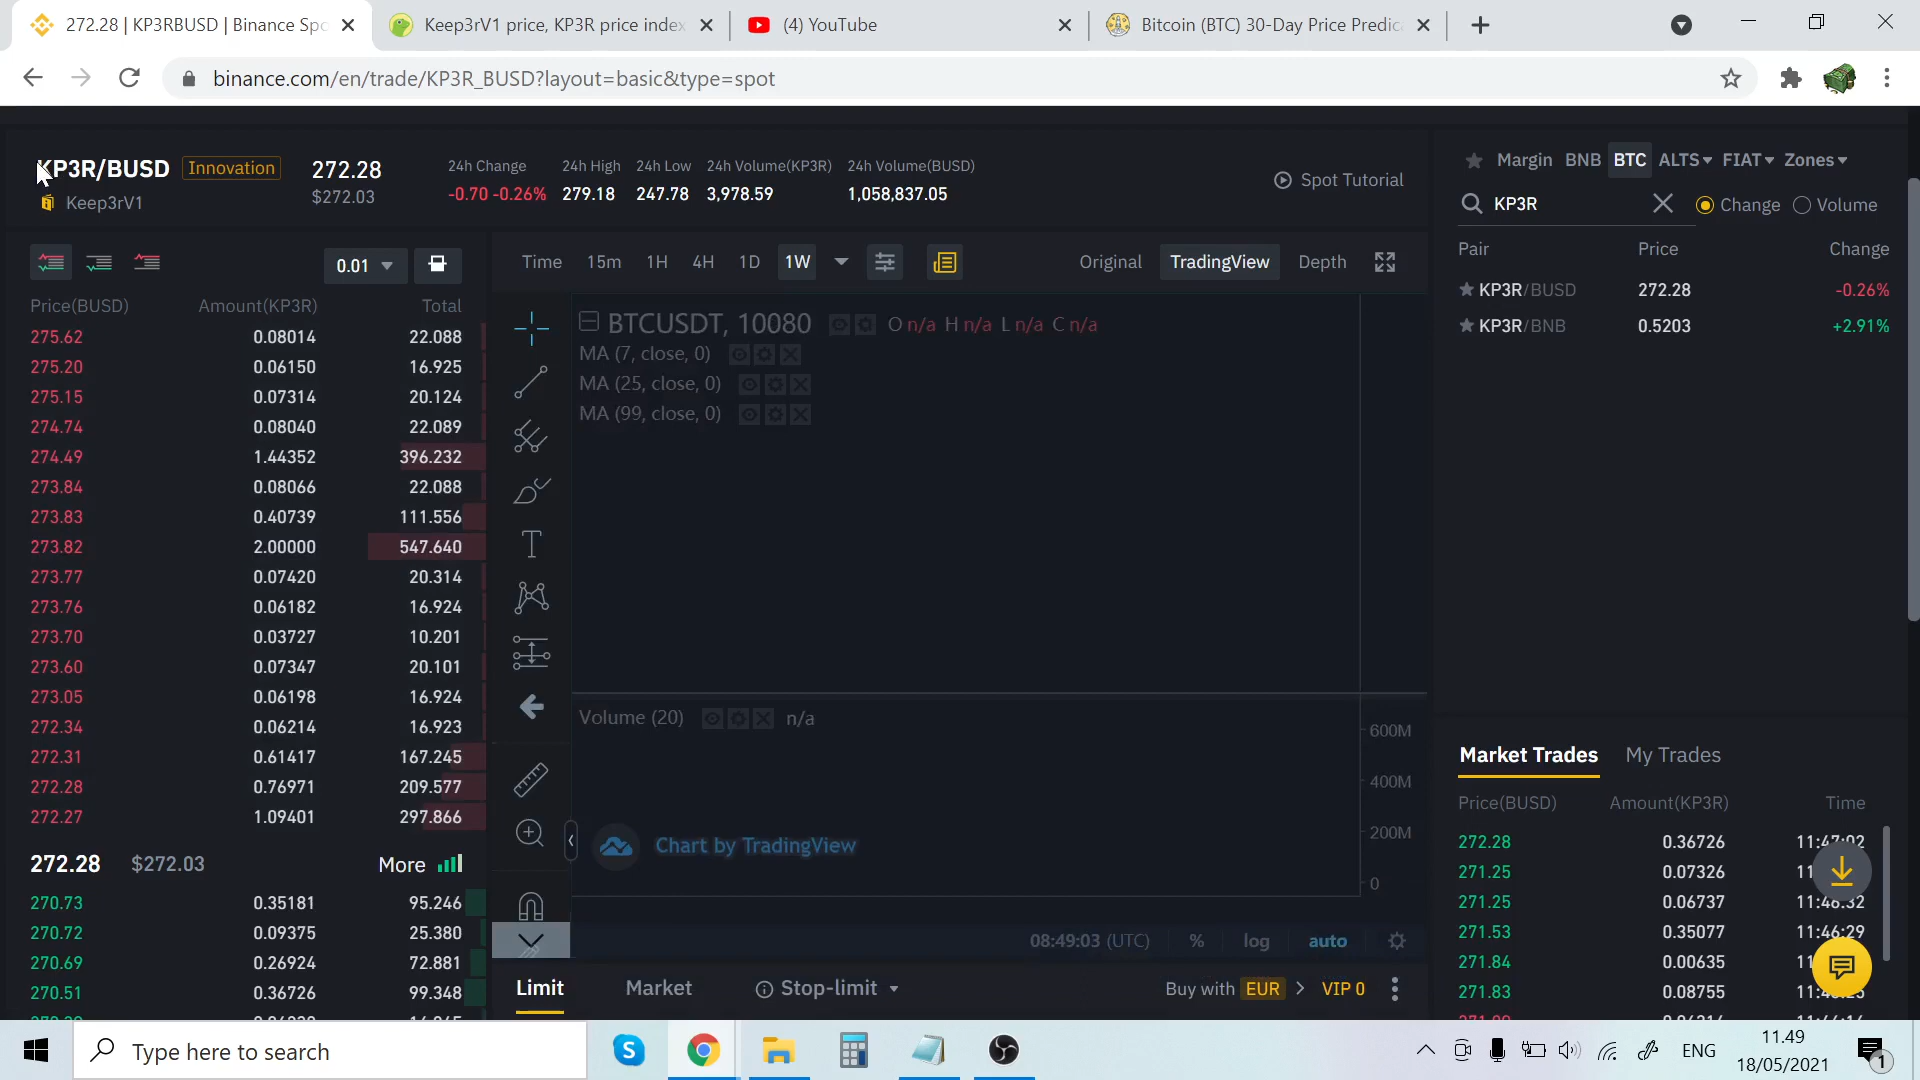 272.28 | KP3RBUSD | Binance Spo
Keep3rV1 price, KP3R price index
(4) YouTube
Bitcoin (BTC) 30-Day Price Predic
binance.com/en/trade/KP3R_BUSD?layout=basic&type=spot
KP3R/BUSD Innovation
Keep3rV1
272.28
$272.03
24h Change
-0.70 -0.26%
24h High
279.18
24h Low
247.78
24h Volume(KP3R)
3,978.59
24h Volume(BUSD)
1,058,837.05
Spot Tutorial
Margin BNB BTC ALTS FIAT Zones
KP3R
Change Volume
Pair Price Change
KP3R/BUSD 272.28 -0.26%
KP3R/BNB 0.5203 +2.91%
0.01
Price(BUSD) Amount(KP3R) Total
275.62 0.08014 22.088
275.20 0.06150 16.925
275.15 0.07314 20.124
274.74 0.08040 22.089
274.49 1.44352 396.232
273.84 0.08066 22.088
273.83 0.40739 111.556
273.82 2.00000 547.640
273.77 0.07420 20.314
273.76 0.06182 16.924
273.70 0.03727 10.201
273.60 0.07347 20.101
273.05 0.06198 16.924
272.34 0.06214 16.923
272.31 0.61417 167.245
272.28 0.76971 209.577
272.27 1.09401 297.866
272.28 $272.03 More
270.73 0.35181 95.246
270.72 0.09375 25.380
270.69 0.26924 72.881
270.51 0.36726 99.348
Time 15m 1H 4H 1D 1W
Original TradingView Depth
BTCUSDT, 10080 O n/a H n/a L n/a C n/a
MA (7, close, 0)
MA (25, close, 0)
MA (99, close, 0)
Volume (20) n/a
600M
400M
200M
0
Chart by TradingView
08:49:03 (UTC) % log auto
Limit Market Stop-limit
Buy with EUR VIP 0
Market Trades My Trades
Price(BUSD) Amount(KP3R) Time
272.28 0.36726 11:47:02
271.25 0.07326
271.25 0.06737 11:46:32
271.53 0.35077 11:46:29
271.84 0.00635
271.83 0.08755
Type here to search
ENG
11.49
18/05/2021
1